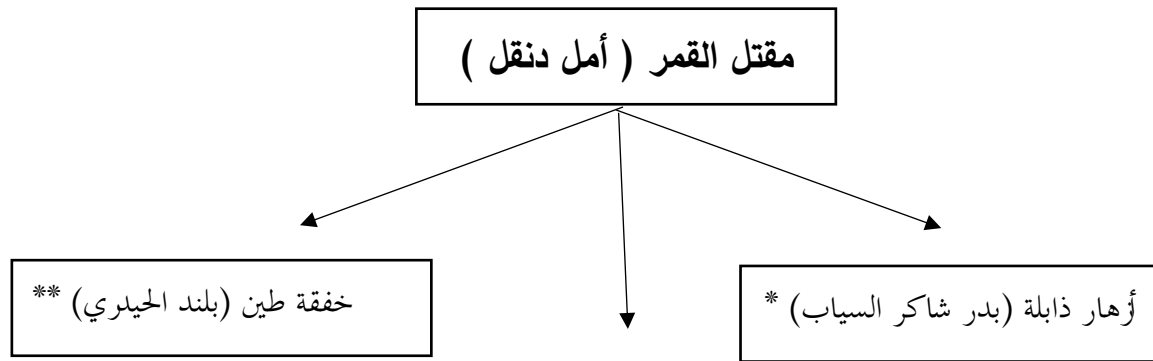 مقتل القمر ( أمل دنقل )
أزهار ذابلة (بدر شاكر السياب) *
خفقة طين (بلند الحيدري) **